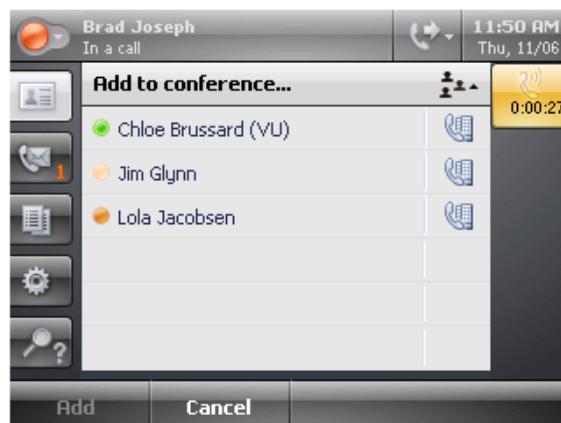 Brad Joseph
11:50 AM
In a call
Thu, 11/06
Add to conference...
0:00:27
Chloe Brussard (VU)
Jim Glynn
1
Lola Jacobsen
?
Add
Cancel